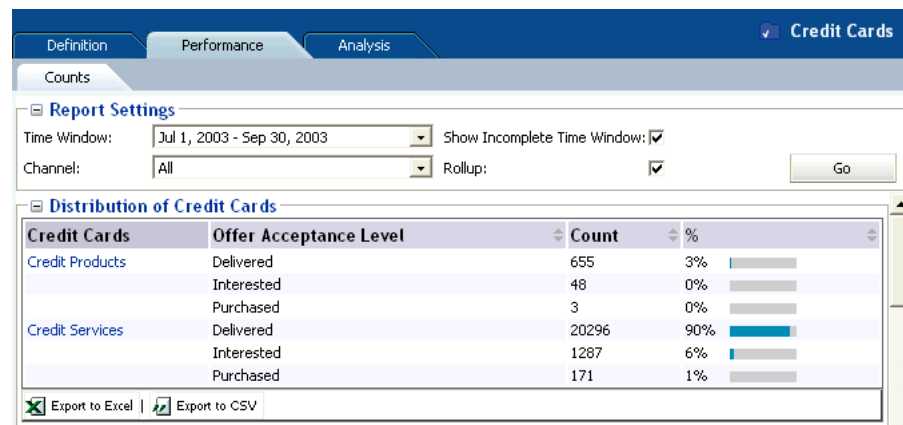 Credit Cards
Definition Performance Analysis
Counts
Report Settings
Time Window: Jul 1, 2003 - Sep 30, 2003 Show Incomplete Time Window:
Channel: All Rollup: Go
Distribution of Credit Cards
Credit Cards Offer Acceptance Level Count %
Credit Products Delivered 655 3%
Interested 48 0%
Purchased 3 0%
Credit Services Delivered 20296 90%
Interested 1287 6%
Purchased 171 1%
Export to Excel | Export to CSV